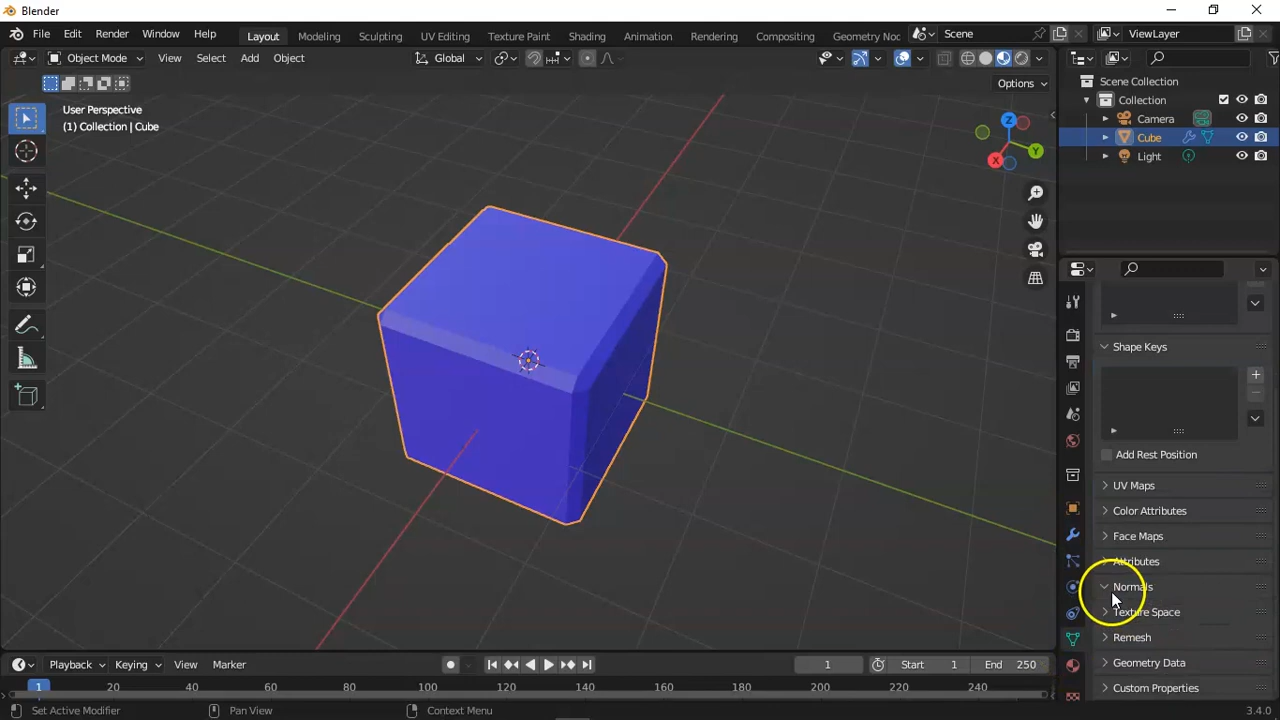 Blender
File Edit Render Window Help Layout Modeling Sculpting UV Editing Texture Paint Shading Animation Rendering Compositing Geometry Noc Scene ViewLayer
Object Mode View Select Add Object Global
Options
User Perspective
(1) Collection | Cube
Z
Y
X
Scene Collection
Collection
Camera
Cube
Light
Shape Keys
Add Rest Position
UV Maps
Color Attributes
Face Maps
Attributes
Normals
Texture Space
Remesh
Geometry Data
Custom Properties
Playback Keying View Marker 1 Start 1 End 250
1 20 40 60 80 100 120 140 160 180 200 220 240
Set Active Modifier Pan View Context Menu 3.4.0